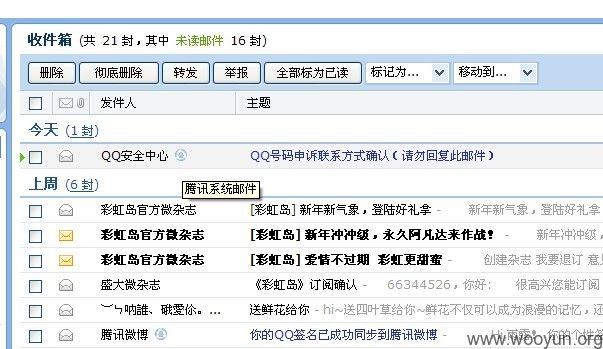 收件箱 (共 21 封，其中 未读邮件 16 封)
删除 彻底删除 转发 举报 全部标为已读 标记为... 移动到...
发件人 主题
今天 (1 封)
QQ安全中心 QQ号码申诉联系方式确认（请勿回复此邮件）
腾讯系统邮件
上周 (6 封)
彩虹岛官方微杂志 [彩虹岛] 新年新气象，登陆好礼拿 - 新年新气象，登陆好
彩虹岛官方微杂志 [彩虹岛] 新年冲冲级，永久阿凡达来作战！ - 新年冲冲级，
彩虹岛官方微杂志 [彩虹岛] 爱情不过期 彩虹更甜蜜 - 创建杂志 我要退订 意
盛大微杂志 《彩虹岛》订阅确认 - 66344526，你好: 很高兴您能订阅
︶ㄣ呐誰、硪愛伱.… 送鲜花给你 - hi~送四叶草给你~鲜花不仅可以成为浪漫的记忆，还
腾讯微博 你的QQ签名已成功同步到腾讯微博 -
www.wooyun.org